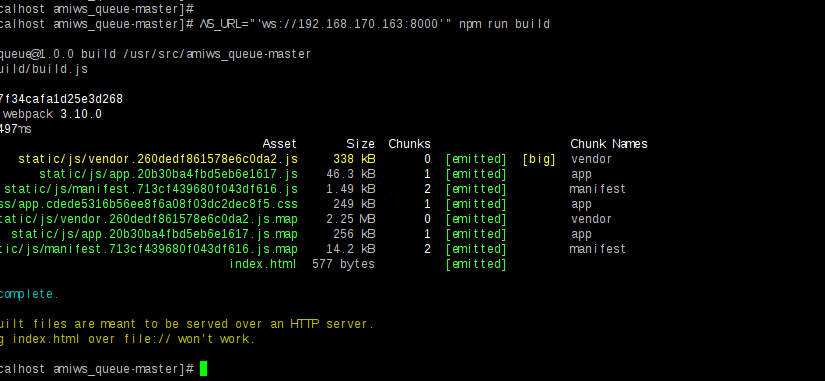 calhost amiws_queue-master]#
calhost amiws_queue-master]# WS_URL="'ws://192.168.170.163:8000'" npm run build
queue@1.0.0 build /usr/src/amiws_queue-master
uild/build.js
7f34cafa1d25e3d268
webpack 3.10.0
497ms
Asset Size Chunks Chunk Names
static/js/vendor.260dedf861578e6c0da2.js 338 kB 0 [emitted] [big] vendor
static/js/app.20b30ba4fbd5eb6e1617.js 46.3 kB 1 [emitted] app
static/js/manifest.713cf439680f043df616.js 1.49 kB 2 [emitted] manifest
ss/app.cdede5316b56ee8f6a08f03dc2dec8f5.css 249 kB 1 [emitted] app
tatic/js/vendor.260dedf861578e6c0da2.js.map 2.25 MB 0 [emitted] vendor
static/js/app.20b30ba4fbd5eb6e1617.js.map 256 kB 1 [emitted] app
tic/js/manifest.713cf439680f043df616.js.map 14.2 kB 2 [emitted] manifest
index.html 577 bytes [emitted]
complete.
uilt files are meant to be served over an HTTP server.
g index.html over file:// won't work.
calhost amiws_queue-master]#